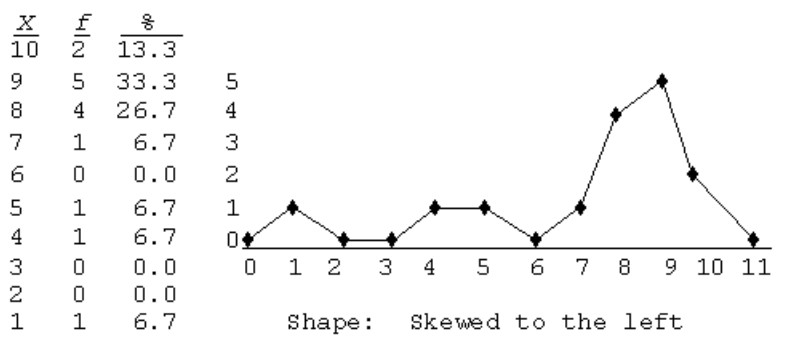 X f %
10 2 13.3
9 5 33.3 5
8 4 26.7 4
7 1 6.7 3
6 0 0.0 2
5 1 6.7 1
4 1 6.7 0
3 0 0.0 0 1 2 3 4 5 6 7 8 9 10 11
2 0 0.0
1 1 6.7 Shape: Skewed to the left